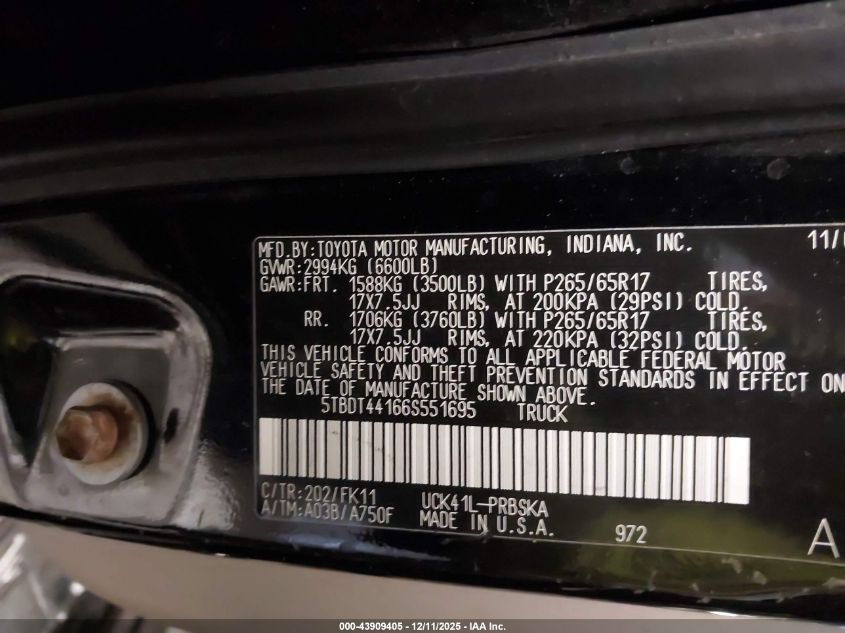 MFD.BY:TOYOTA MOTOR MANUFACTURING, INDIANA, INC. 11/
GVWR:2994KG (6600LB)
GAWR:FRT. 1588KG (3500LB) WITH P265/65R17 TIRES,
17X7.5JJ RIMS, AT 200KPA (29PSI) COLD.
RR. 1706KG (3760LB) WITH P265/65R17 TIRES,
17X7.5JJ RIMS, AT 220KPA (32PSI) COLD.
THIS VEHICLE CONFORMS TO ALL APPLICABLE FEDERAL MOTOR
VEHICLE SAFETY AND THEFT PREVENTION STANDARDS IN EFFECT ON
THE DATE OF MANUFACTURE SHOWN ABOVE.
5TBDT44166S551695 TRUCK
C/TR:202/FK11 UCK41L-PRBSKA
A/TM:A03B/A750F MADE IN U.S.A. 972 A
000-43909405 - 12/11/2025 - IAA Inc.